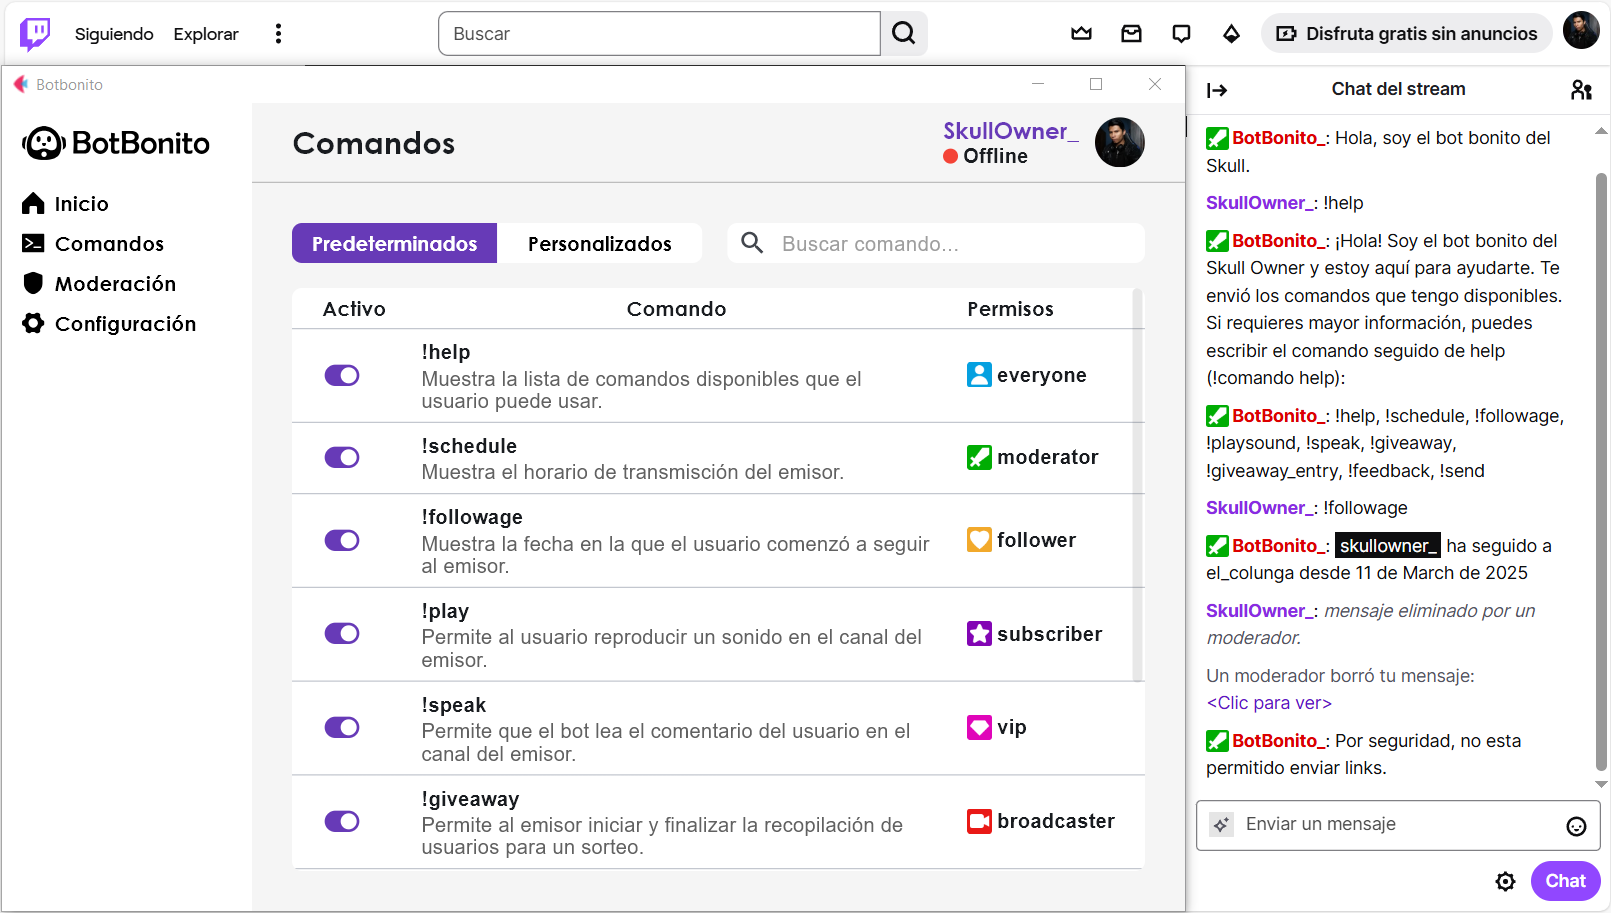 Siguiendo
Explorar
Buscar
Disfruta gratis sin anuncios
Botbonito
BotBonito
Inicio
Comandos
Moderación
Configuración
Comandos
SkullOwner_
Offline
Predeterminados
Personalizados
Buscar comando...
Activo
Comando
Permisos
!help
Muestra la lista de comandos disponibles que el
usuario puede usar.
everyone
!schedule
Muestra el horario de transmisción del emisor.
moderator
!followage
Muestra la fecha en la que el usuario comenzó a seguir
al emisor.
follower
!play
Permite al usuario reproducir un sonido en el canal del
emisor.
subscriber
!speak
Permite que el bot lea el comentario del usuario en el
canal del emisor.
vip
!giveaway
Permite al emisor iniciar y finalizar la recopilación de
usuarios para un sorteo.
broadcaster
Chat del stream
BotBonito_: Hola, soy el bot bonito del
Skull.
SkullOwner_: !help
BotBonito_: ¡Hola! Soy el bot bonito del
Skull Owner y estoy aquí para ayudarte. Te
envió los comandos que tengo disponibles.
Si requieres mayor información, puedes
escribir el comando seguido de help
(!comando help):
BotBonito_: !help, !schedule, !followage,
!playsound, !speak, !giveaway,
!giveaway_entry, !feedback, !send
SkullOwner_: !followage
BotBonito_: skullowner_ ha seguido a
el_colunga desde 11 de March de 2025
SkullOwner_: mensaje eliminado por un
moderador.
Un moderador borró tu mensaje:
<Clic para ver>
BotBonito_: Por seguridad, no esta
permitido enviar links.
Enviar un mensaje
Chat